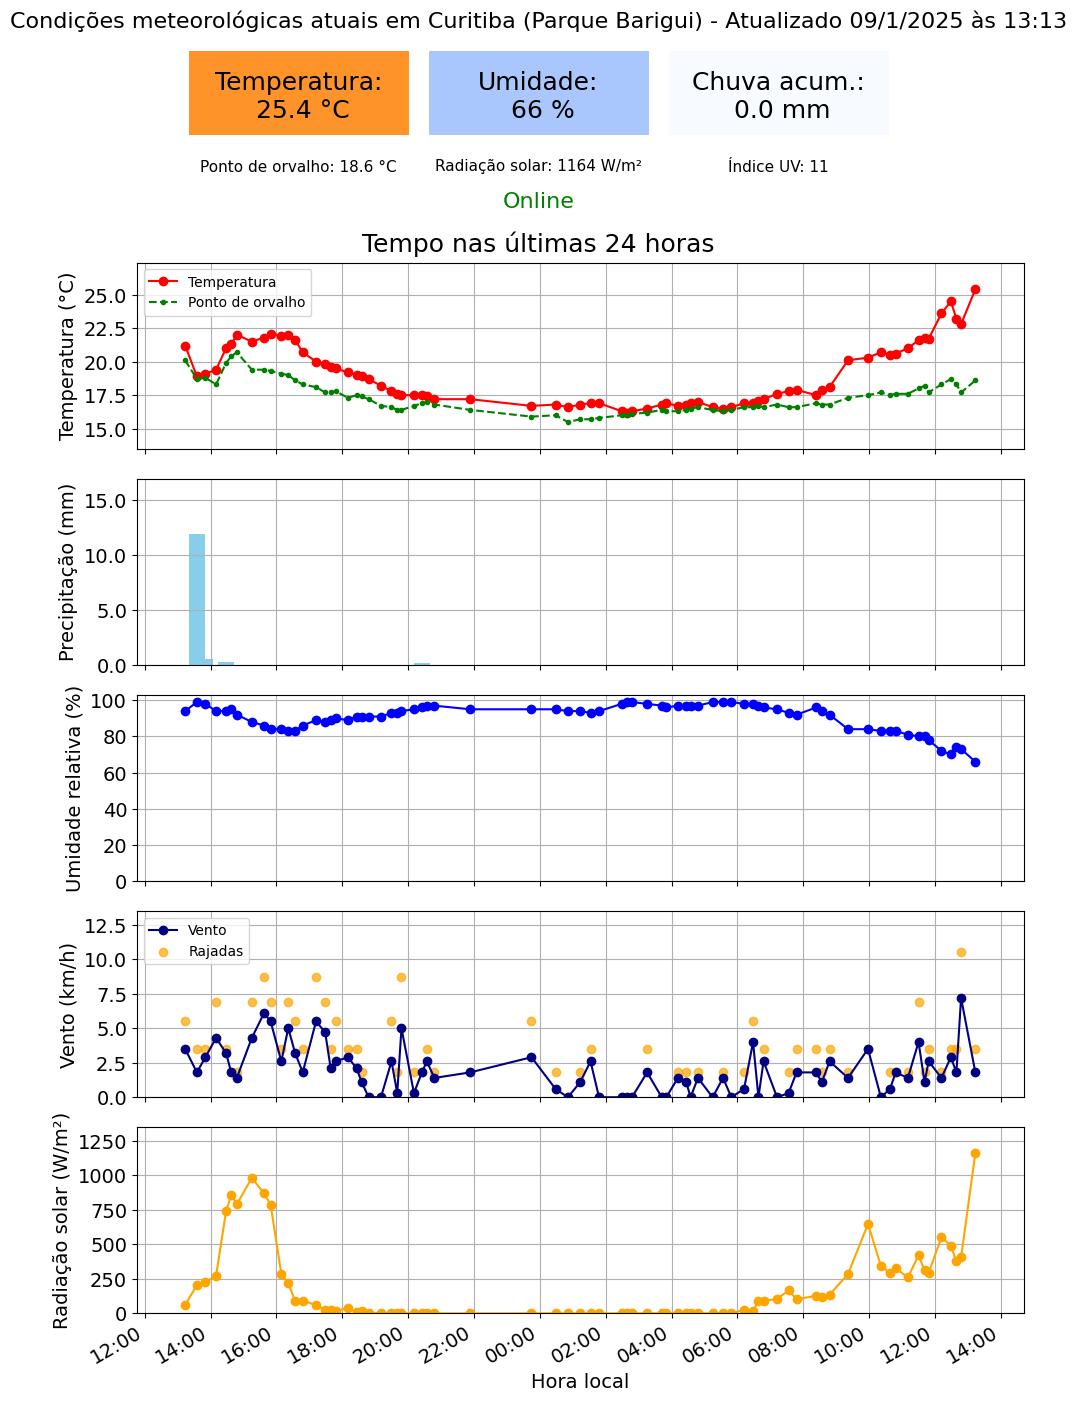 Condições meteorológicas atuais em Curitiba (Parque Barigui) - Atualizado 09/1/2025 às 13:13
Temperatura:
25.4 °C
Umidade:
66 %
Chuva acum.:
0.0 mm
Ponto de orvalho: 18.6 °C
Radiação solar: 1164 W/m²
Índice UV: 11
Online
Tempo nas últimas 24 horas
Temperatura (°C)
25.0
22.5
20.0
17.5
15.0
Temperatura
Ponto de orvalho
Precipitação (mm)
15.0
10.0
5.0
0.0
Umidade relativa (%)
100
80
60
40
20
0
Vento (km/h)
12.5
10.0
7.5
5.0
2.5
0.0
Vento
Rajadas
Radiação solar (W/m²)
1250
1000
750
500
250
0
12:00
14:00
16:00
18:00
20:00
22:00
00:00
02:00
04:00
06:00
08:00
10:00
12:00
14:00
Hora local